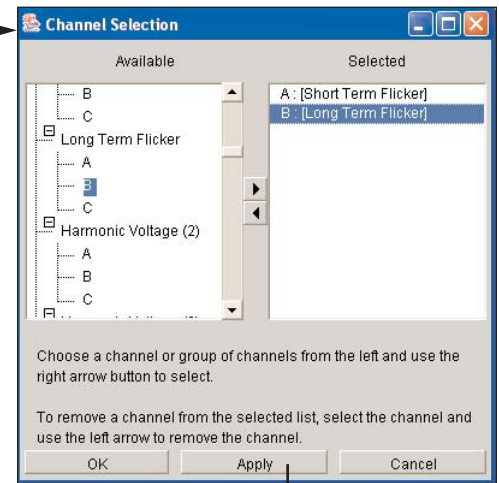 Channel Selection
Available
Selected
B
C
Long Term Flicker
A
B
C
Harmonic Voltage (2)
A
B
C
A : [Short Term Flicker]
B : [Long Term Flicker]
Choose a channel or group of channels from the left and use the
right arrow button to select.
To remove a channel from the selected list, select the channel and
use the left arrow to remove the channel.
OK
Apply
Cancel